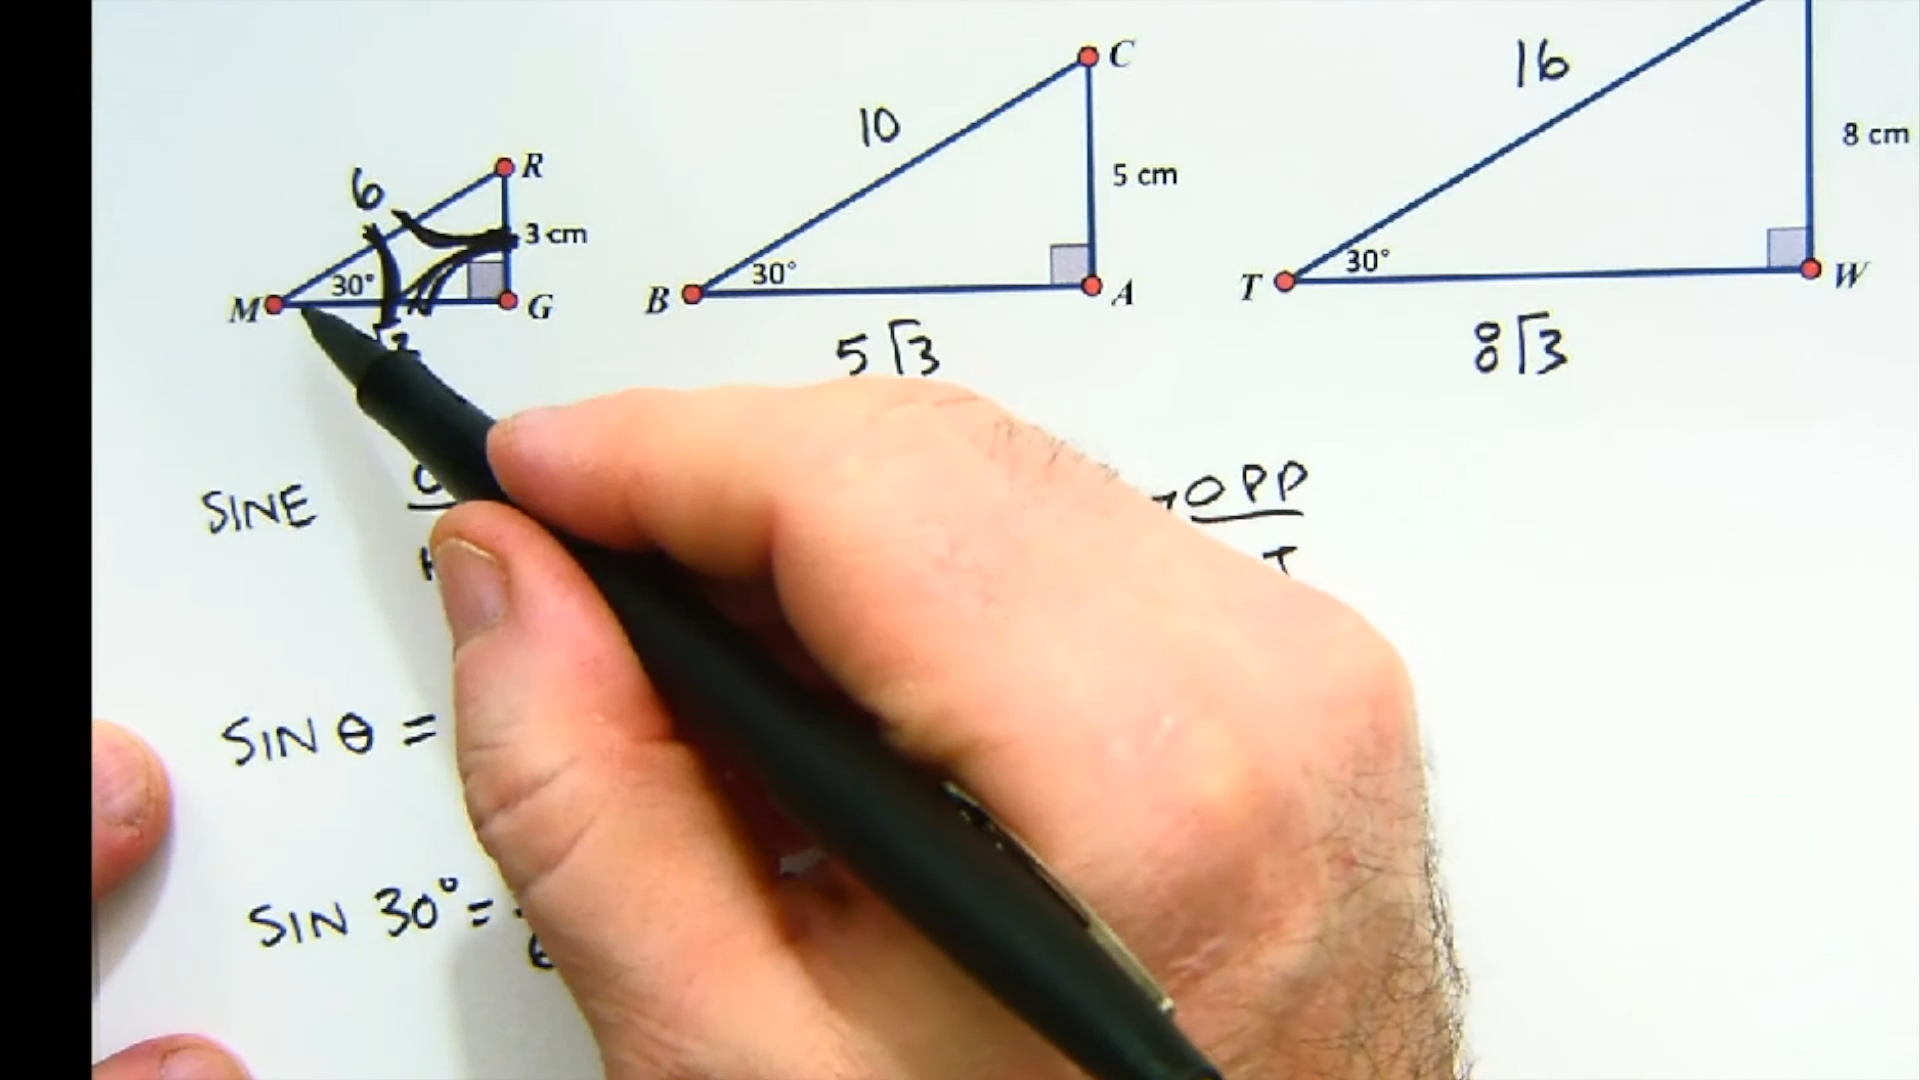 C
16
10
8 cm
R
5 cm
6
3 cm
30°
30°
30°
M
G
B
A
T
W
5√3
8√3
SINE
OPP
SIN θ =
SIN 30° =